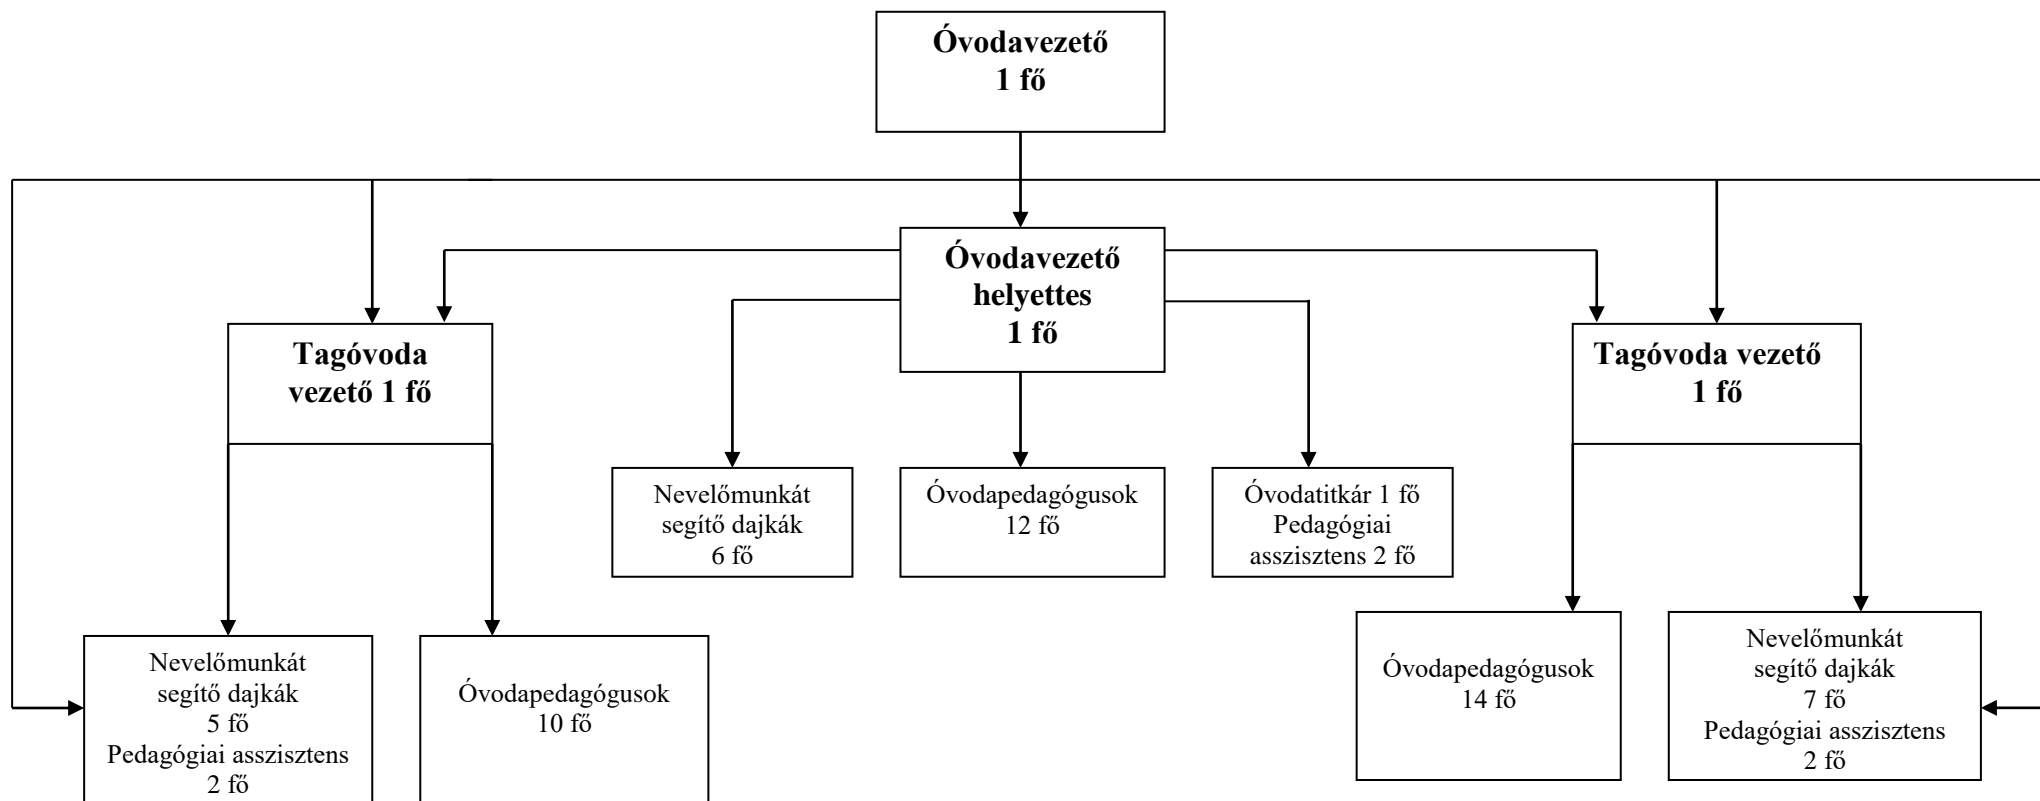 Óvodavezető
1 fő
Óvodavezető
helyettes
1 fő
Tagóvoda
vezető 1 fő
Tagóvoda vezető
1 fő
Nevelőmunkát
segítő dajkák
6 fő
Óvodapedagógusok
12 fő
Óvodatitkár 1 fő
Pedagógiai
asszisztens 2 fő
Nevelőmunkát
segítő dajkák
5 fő
Pedagógiai asszisztens
2 fő
Óvodapedagógusok
10 fő
Óvodapedagógusok
14 fő
Nevelőmunkát
segítő dajkák
7 fő
Pedagógiai asszisztens
2 fő